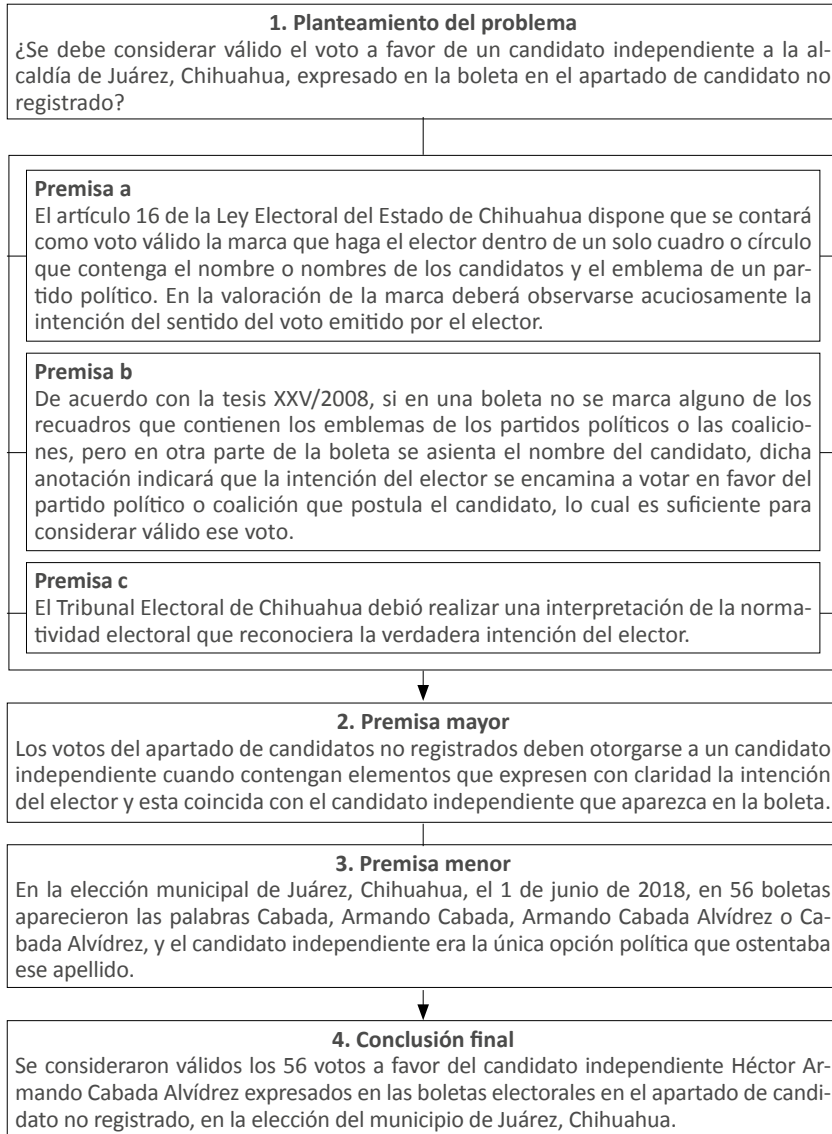 1. Planteamiento del problema
¿Se debe considerar válido el voto a favor de un candidato independiente a la al-
caldía de Juárez, Chihuahua, expresado en la boleta en el apartado de candidato no
registrado?
Premisa a
El artículo 16 de la Ley Electoral del Estado de Chihuahua dispone que se contará
como voto válido la marca que haga el elector dentro de un solo cuadro o círculo
que contenga el nombre o nombres de los candidatos y el emblema de un par-
tido político. En la valoración de la marca deberá observarse acuciosamente la
intención del sentido del voto emitido por el elector.
Premisa b
De acuerdo con la tesis XXV/2008, si en una boleta no se marca alguno de los
recuadros que contienen los emblemas de los partidos políticos o las coalicio-
nes, pero en otra parte de la boleta se asienta el nombre del candidato, dicha
anotación indicará que la intención del elector se encamina a votar en favor del
partido político o coalición que postula el candidato, lo cual es suficiente para
considerar válido ese voto.
Premisa c
El Tribunal Electoral de Chihuahua debió realizar una interpretación de la norma-
tividad electoral que reconociera la verdadera intención del elector.
2. Premisa mayor
Los votos del apartado de candidatos no registrados deben otorgarse a un candidato
independiente cuando contengan elementos que expresen con claridad la intención
del elector y esta coincida con el candidato independiente que aparezca en la boleta.
3. Premisa menor
En la elección municipal de Juárez, Chihuahua, el 1 de junio de 2018, en 56 boletas
aparecieron las palabras Cabada, Armando Cabada, Armando Cabada Alvídrez o Ca-
bada Alvídrez, y el candidato independiente era la única opción política que ostentaba
ese apellido.
4. Conclusión final
Se consideraron válidos los 56 votos a favor del candidato independiente Héctor Ar-
mando Cabada Alvídrez expresados en las boletas electorales en el apartado de candi-
dato no registrado, en la elección del municipio de Juárez, Chihuahua.